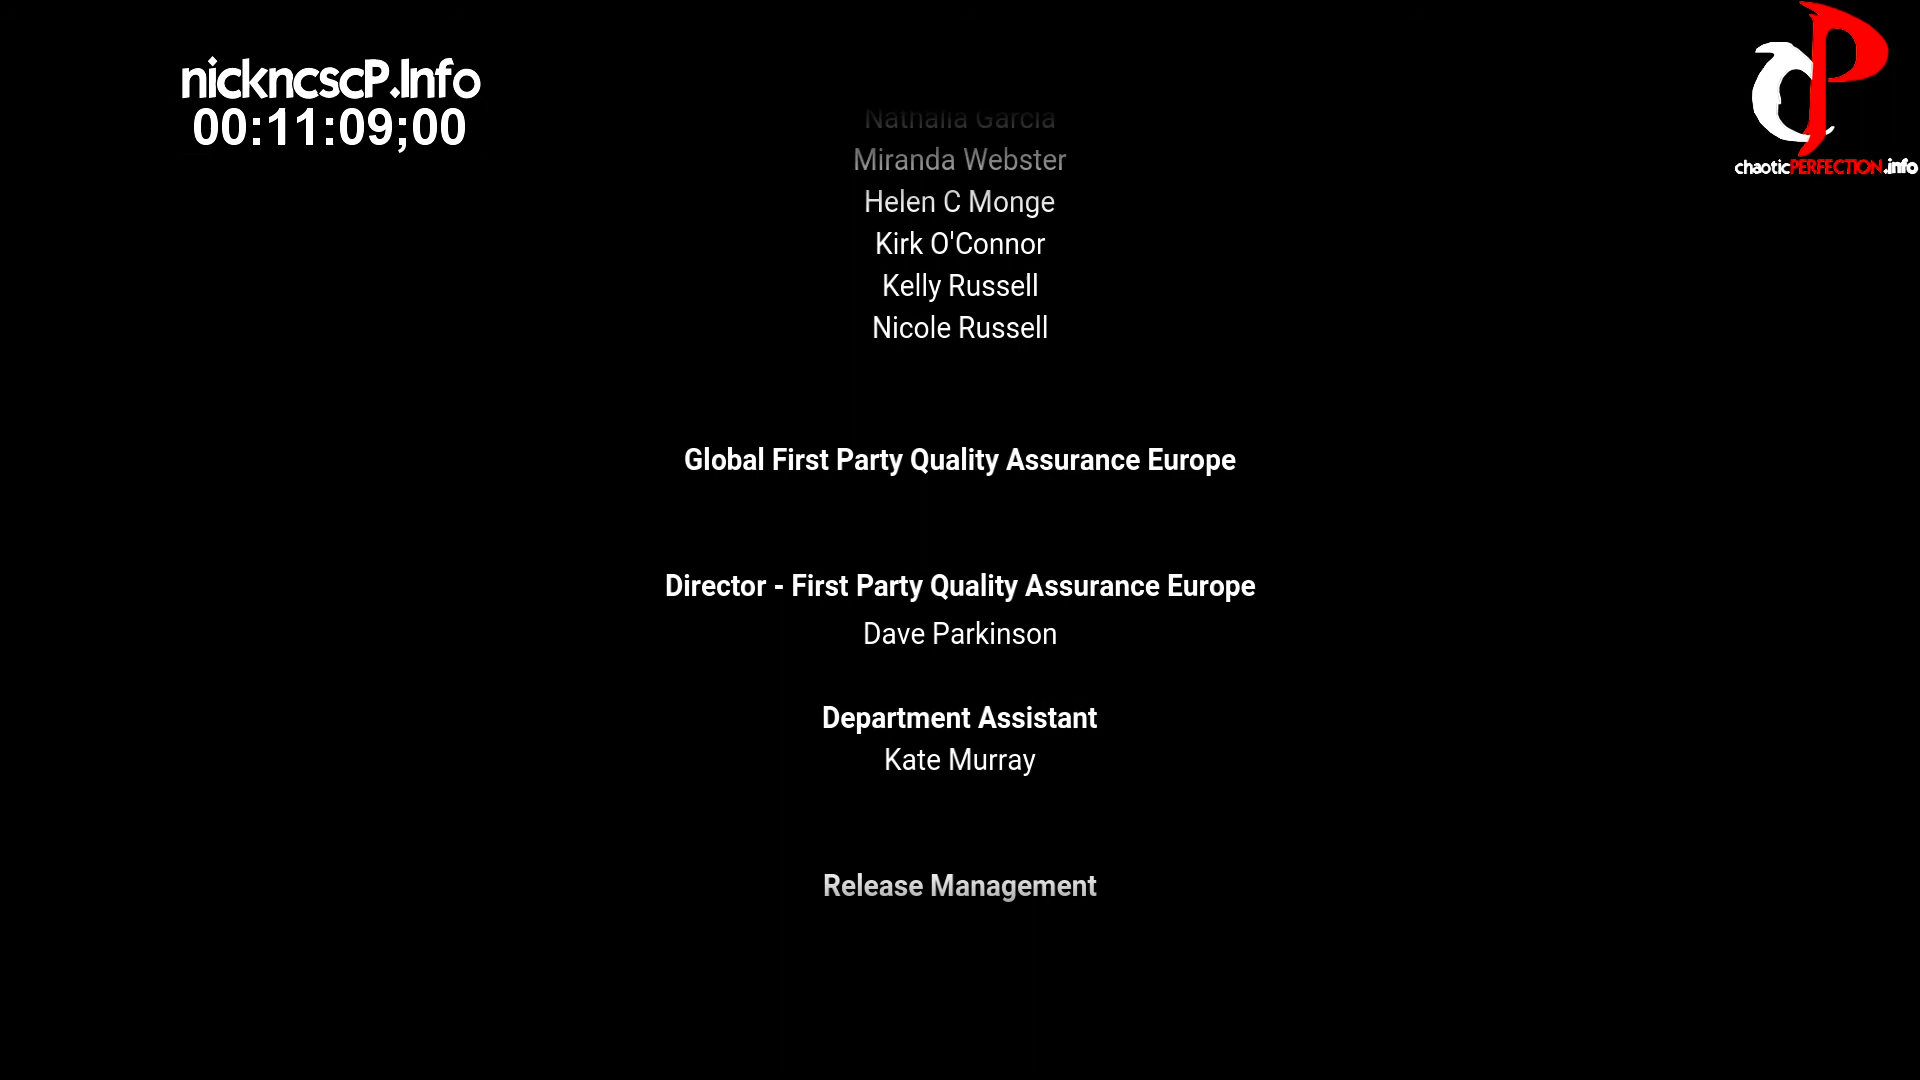 nickncscP.Info
00:11:09;00
chaoticPERFECTION.info
Nathalia Garcia
Miranda Webster
Helen C Monge
Kirk O'Connor
Kelly Russell
Nicole Russell
Global First Party Quality Assurance Europe
Director - First Party Quality Assurance Europe
Dave Parkinson
Department Assistant
Kate Murray
Release Management